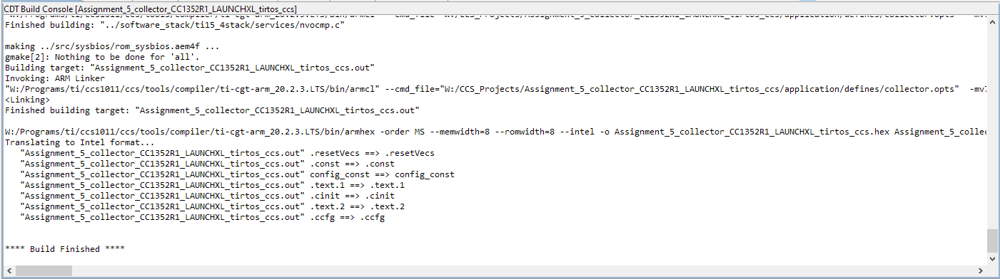 CDT Build Console [Assignment_5_collector_CC1352R1_LAUNCHXL_tirtos_ccs]
Finished building: "../software_stack/ti15_4stack/services/nvocmp.c"
making ../src/sysbios/rom_sysbios.aem4f ...
gmake[2]: Nothing to be done for 'all'.
Building target: "Assignment_5_collector_CC1352R1_LAUNCHXL_tirtos_ccs.out"
Invoking: ARM Linker
"W:/Programs/ti/ccs1011/ccs/tools/compiler/ti-cgt-arm_20.2.3.LTS/bin/armcl" --cmd_file="W:/CCS_Projects/Assignment_5_collector_CC1352R1_LAUNCHXL_tirtos_ccs/application/defines/collector.opts"  -mv7
<Linking>
Finished building target: "Assignment_5_collector_CC1352R1_LAUNCHXL_tirtos_ccs.out"
W:/Programs/ti/ccs1011/ccs/tools/compiler/ti-cgt-arm_20.2.3.LTS/bin/armhex -order MS --memwidth=8 --romwidth=8 --intel -o Assignment_5_collector_CC1352R1_LAUNCHXL_tirtos_ccs.hex Assignment_5_collec
Translating to Intel format...
"Assignment_5_collector_CC1352R1_LAUNCHXL_tirtos_ccs.out" .resetVecs ==> .resetVecs
"Assignment_5_collector_CC1352R1_LAUNCHXL_tirtos_ccs.out" .const ==> .const
"Assignment_5_collector_CC1352R1_LAUNCHXL_tirtos_ccs.out" config_const ==> config_const
"Assignment_5_collector_CC1352R1_LAUNCHXL_tirtos_ccs.out" .text.1 ==> .text.1
"Assignment_5_collector_CC1352R1_LAUNCHXL_tirtos_ccs.out" .cinit ==> .cinit
"Assignment_5_collector_CC1352R1_LAUNCHXL_tirtos_ccs.out" .text.2 ==> .text.2
"Assignment_5_collector_CC1352R1_LAUNCHXL_tirtos_ccs.out" .ccfg ==> .ccfg
**** Build Finished ****